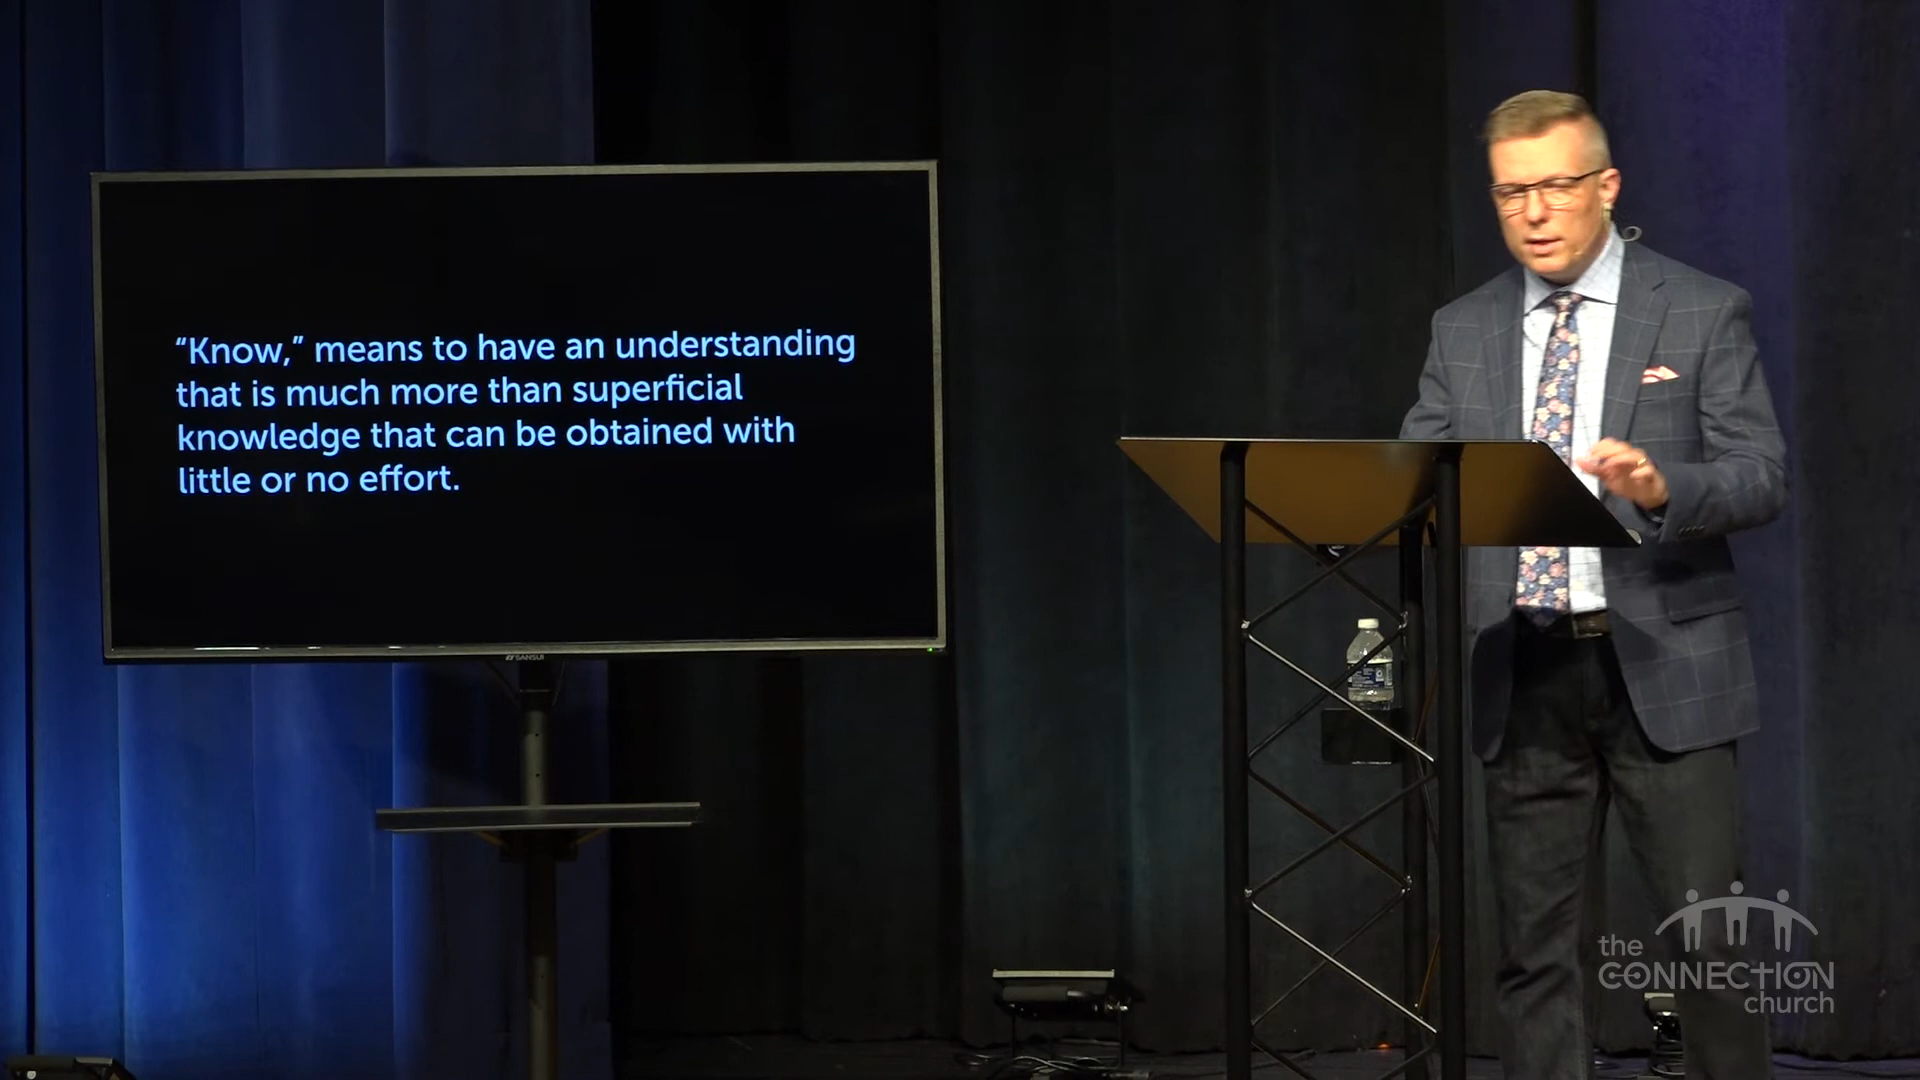 “Know,” means to have an understanding
that is much more than superficial
knowledge that can be obtained with
little or no effort.
SANSUI
the
CONNECTION
church